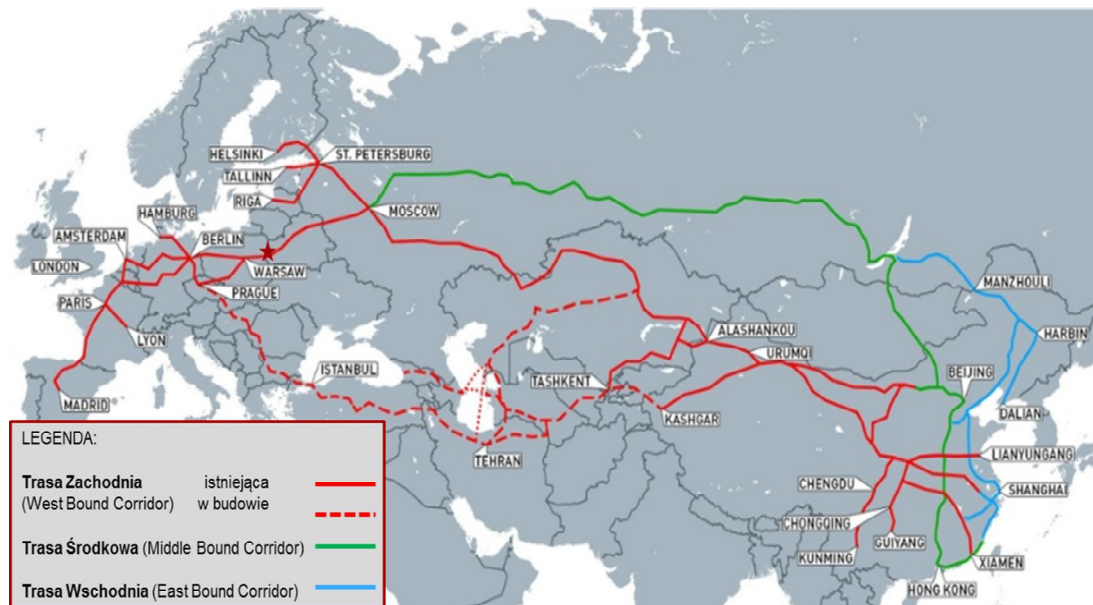 HELSINKI
ST. PETERSBURG
TALLINN
RIGA
MOSCOW
HAMBURG
AMSTERDAM
BERLIN
LONDON
WARSAW
PRAGUE
PARIS
LYON
MADRID
ISTANBUL
TEHRAN
TASHKENT
KASHGAR
ALASHANKOU
URUMQI
MANZHOULI
HARBIN
BEIJING
DALIAN
LIANYUNGANG
SHANGHAI
CHENGDU
CHONGQING
KUNMING
GUIYANG
XIAMEN
HONG KONG
LEGENDA:
Trasa Zachodnia istniejąca
(West Bound Corridor) w budowie
Trasa Środkowa (Middle Bound Corridor)
Trasa Wschodnia (East Bound Corridor)